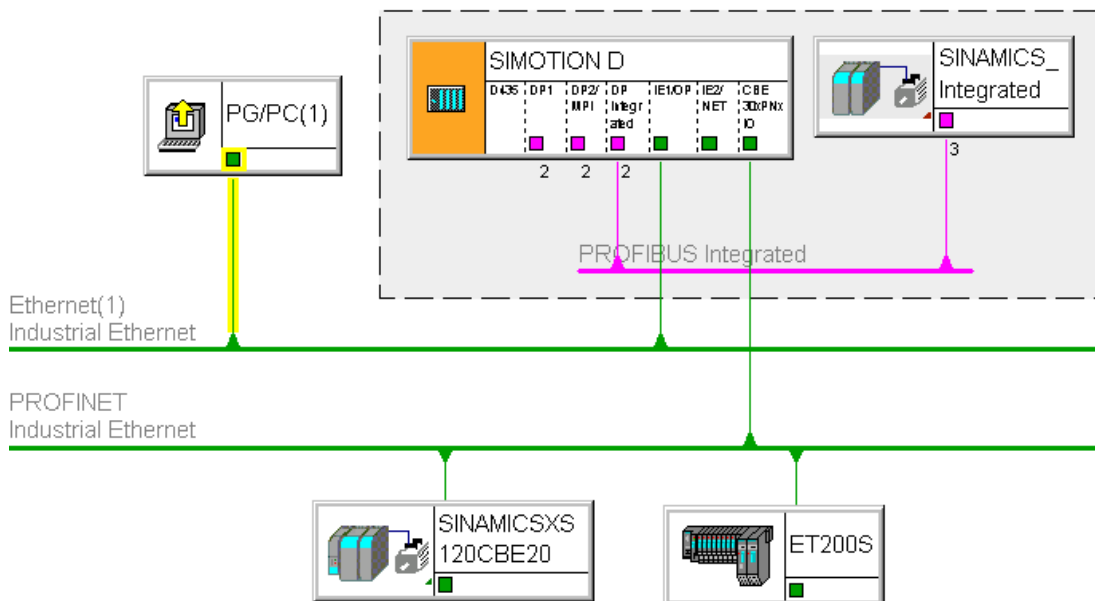 SIMOTION D
SINAMICS_
Integrated
PG/PC(1)
D435 DP1 DP2/ DP IE1/OP IE2/ CBE
MPI Integr NET 30xPNx
ated IO
2 2 2
3
PROFIBUS Integrated
Ethernet(1)
Industrial Ethernet
PROFINET
Industrial Ethernet
SINAMICSXS
120CBE20
ET200S